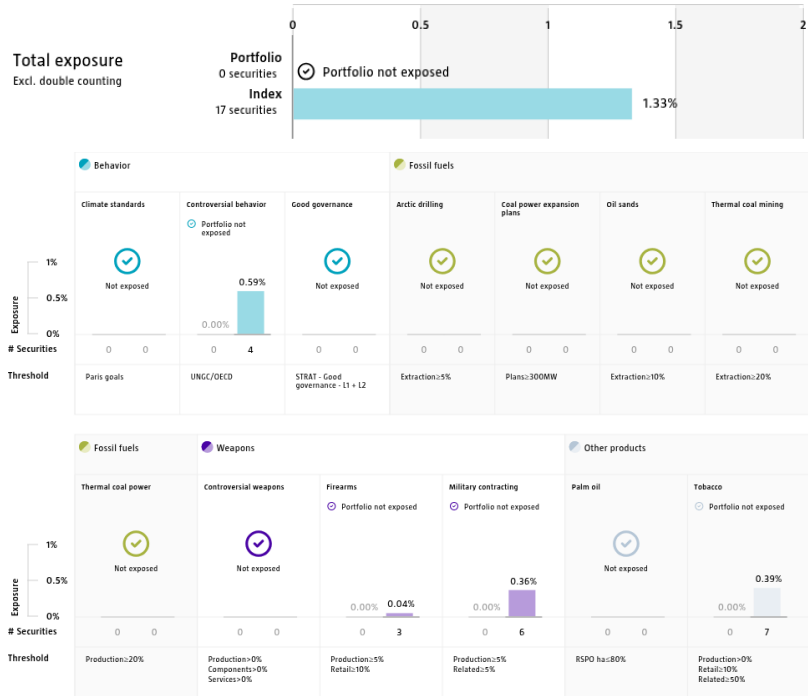 0 0.5 1 1.5 2
Total exposure
Excl. double counting
Portfolio
0 securities
Portfolio not exposed
Index
17 securities
1.33%
Behavior
Fossil fuels
Climate standards
Controversial behavior
Good governance
Arctic drilling
Coal power expansion
plans
Oil sands
Thermal coal mining
Portfolio not
exposed
Not exposed
0.00%
0.59%
Not exposed
Not exposed
Not exposed
Not exposed
Not exposed
Exposure
1%
0.5%
0%
# Securities
0 0 0 4 0 0 0 0 0 0 0 0 0 0
Threshold
Paris goals
UNGC/OECD
STRAT - Good
governance - L1 + L2
Extraction≥5%
Plans≥300MW
Extraction≥10%
Extraction≥20%
Fossil fuels
Weapons
Other products
Thermal coal power
Controversial weapons
Firearms
Military contracting
Palm oil
Tobacco
Portfolio not exposed
Portfolio not exposed
Portfolio not exposed
Not exposed
Not exposed
0.00%
0.04%
0.00%
0.36%
Not exposed
0.00%
0.39%
Exposure
1%
0.5%
0%
# Securities
0 0 0 0 0 3 0 6 0 0 0 7
Threshold
Production≥20%
Production>0%
Components>0%
Services>0%
Production≥5%
Retail≥10%
Production≥5%
Related≥5%
RSPO ha≤80%
Production>0%
Retail≥10%
Related≥50%